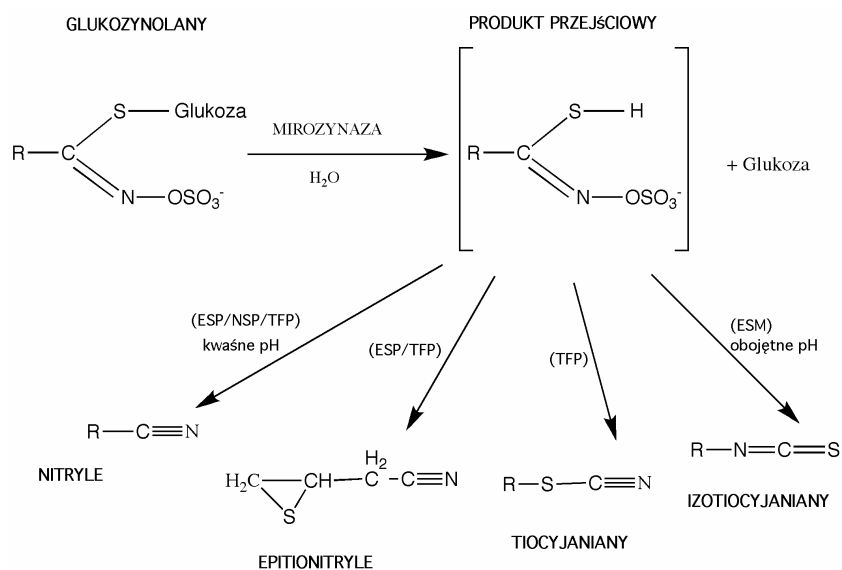 GLUKOZYNOLANY
PRODUKT PRZEJŚCIOWY
S — Glukoza
R — C
N — OSO₃⁻
MIROZYNAZA
H₂O
S — H
R — C
N — OSO₃⁻
+ Glukoza
(ESP/NSP/TFP)
kwaśne pH
(ESP/TFP)
(TFP)
(ESM)
obojętne pH
R — C≡N
NITRYLE
H₂C CH — C — C≡N
H₂
S
EPITIONITRYLE
R — S — C≡N
TIOCYJANIANY
R — N=C=S
IZOTIOCYJANIANY